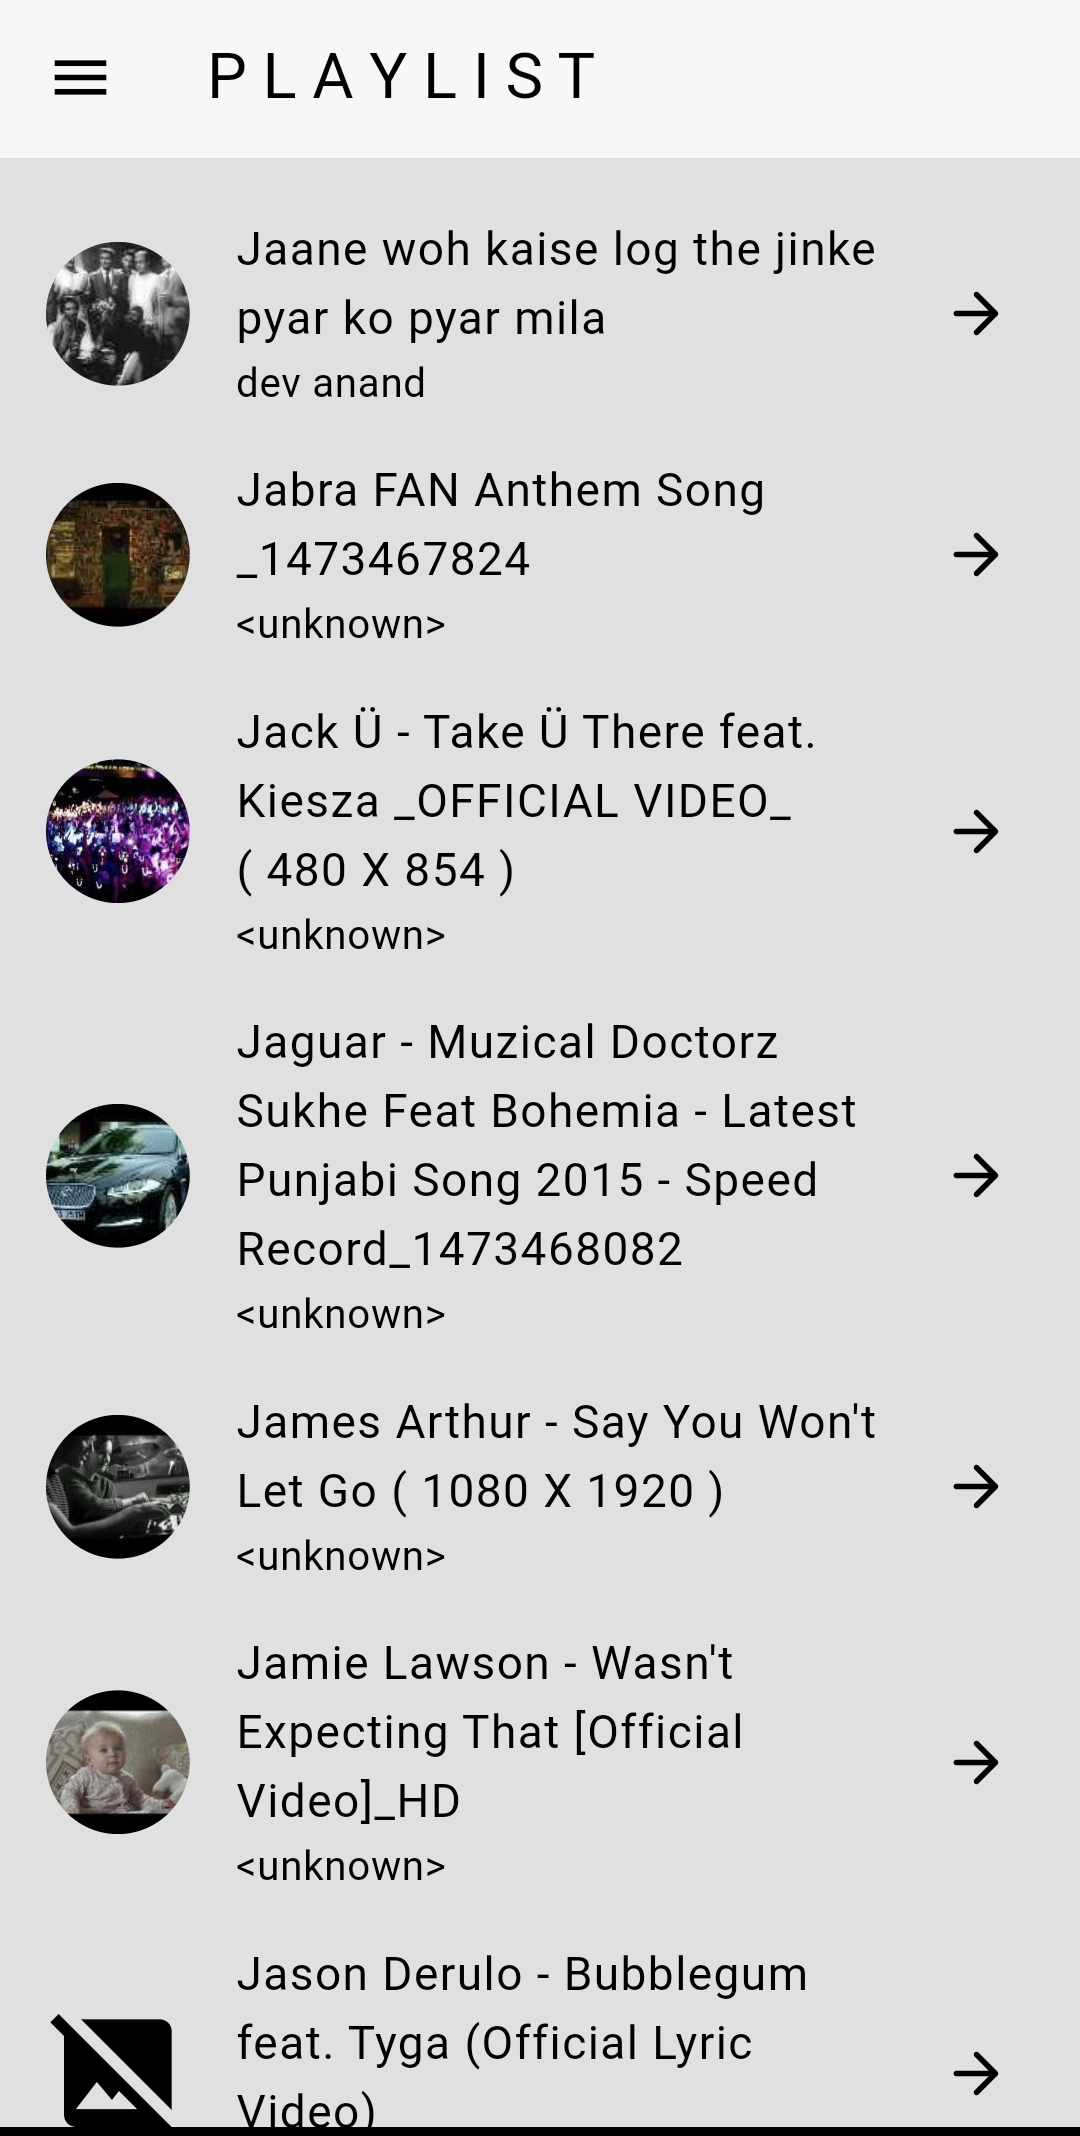 PLAYLIST
Jaane woh kaise log the jinke
pyar ko pyar mila
dev anand
Jabra FAN Anthem Song
_1473467824
<unknown>
Jack Ü - Take Ü There feat.
Kiesza _OFFICIAL VIDEO_
( 480 X 854 )
<unknown>
Jaguar - Muzical Doctorz
Sukhe Feat Bohemia - Latest
Punjabi Song 2015 - Speed
Record_1473468082
<unknown>
James Arthur - Say You Won't
Let Go ( 1080 X 1920 )
<unknown>
Jamie Lawson - Wasn't
Expecting That [Official
Video]_HD
<unknown>
Jason Derulo - Bubblegum
feat. Tyga (Official Lyric
Video)